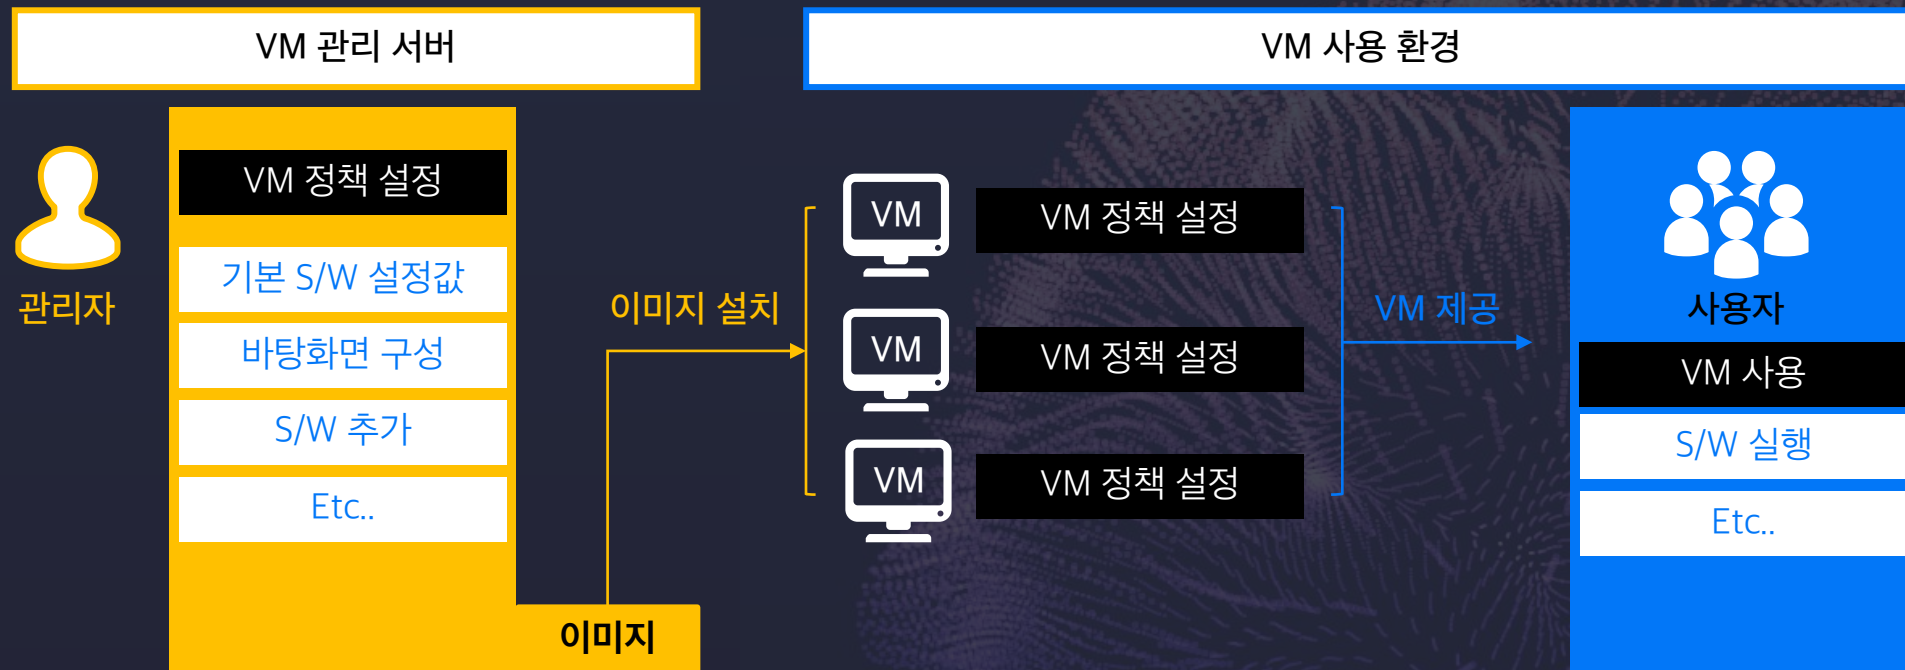 VM 관리 서버
VM 사용 환경
관리자
VM 정책 설정
기본 S/W 설정값
바탕화면 구성
S/W 추가
Etc..
이미지
이미지 설치
VM
VM 정책 설정
VM
VM 정책 설정
VM
VM 정책 설정
VM 제공
사용자
VM 사용
S/W 실행
Etc..